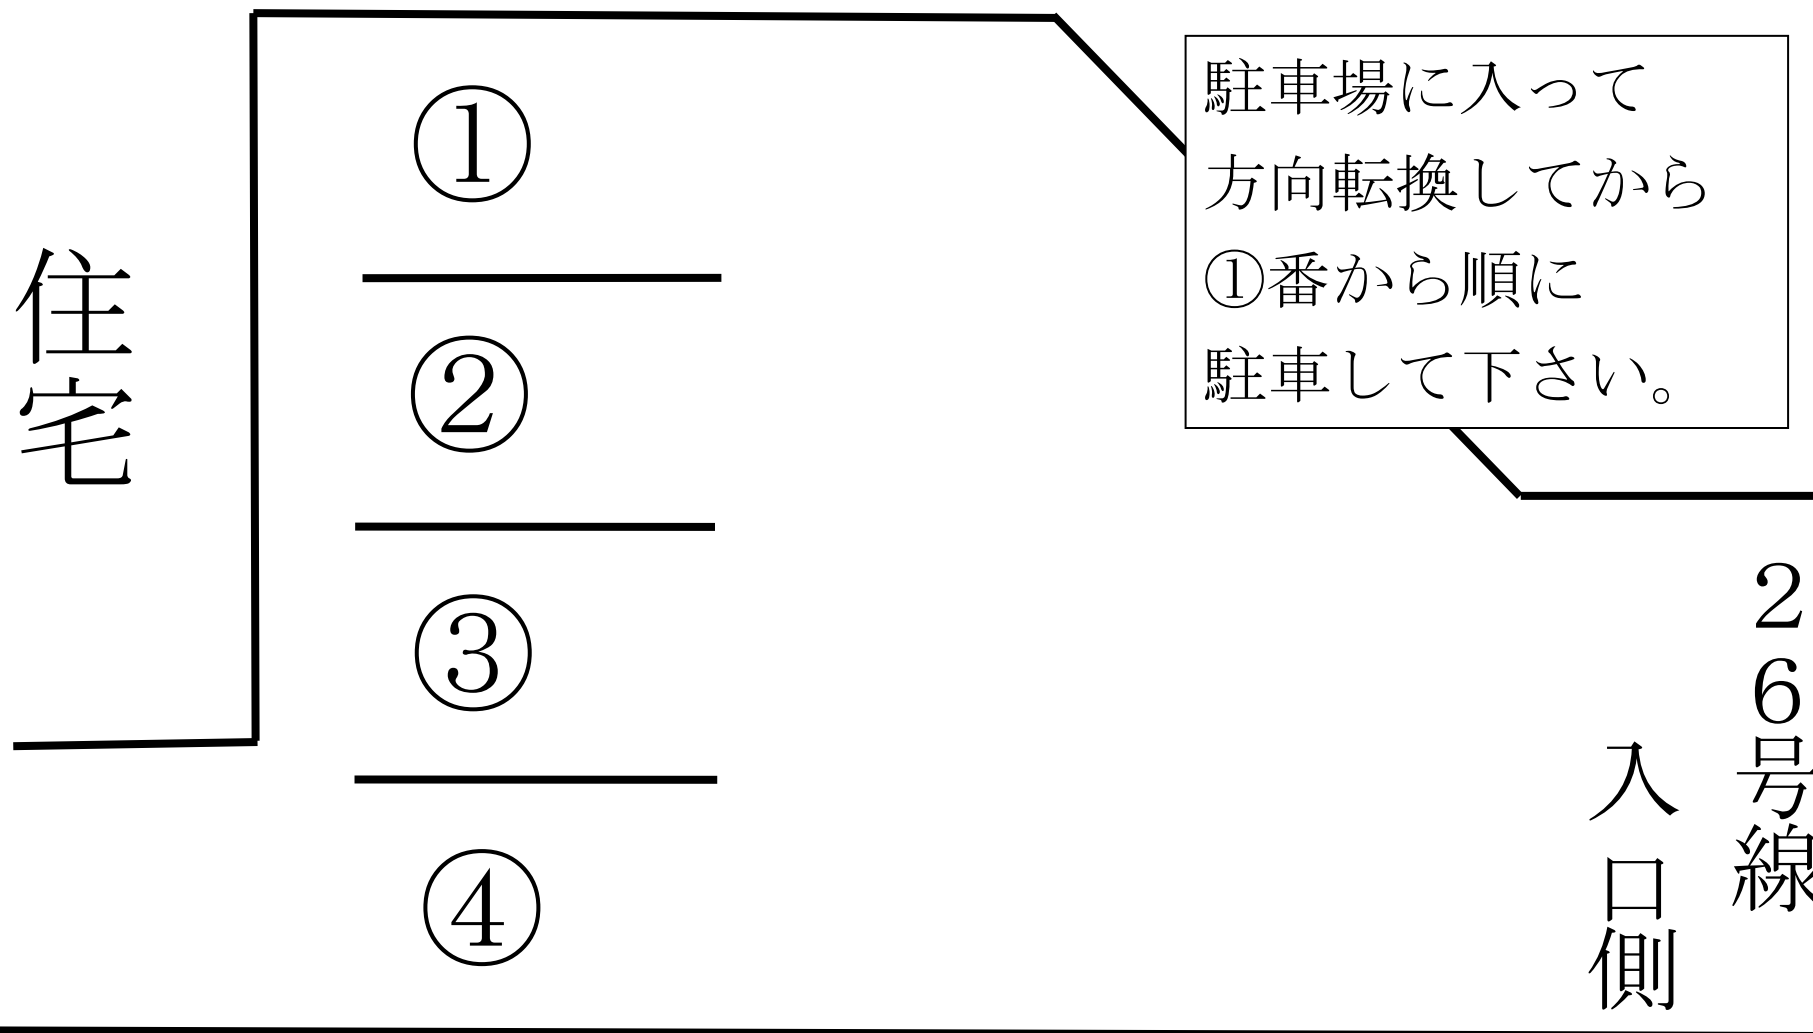 住宅
①
②
③
④
駐車場に入って
方向転換してから
①番から順に
駐車して下さい。
２６号線
入口側